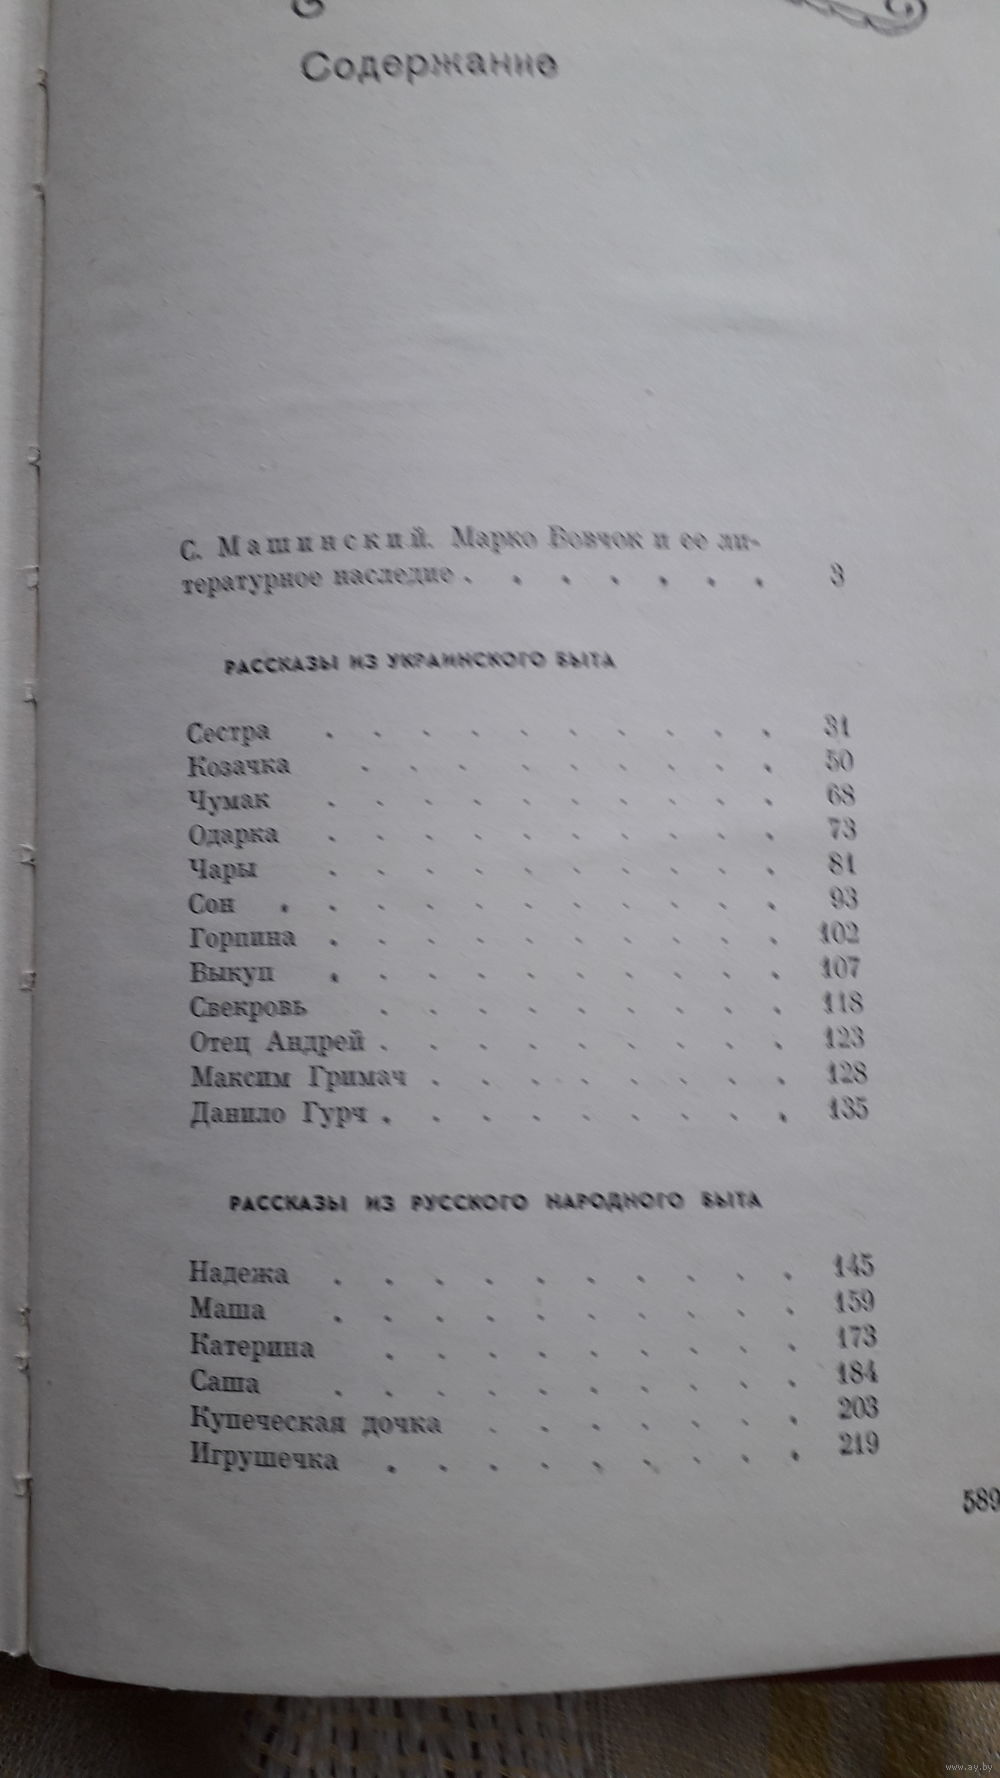 Содержание
С. Машинский. Марко Вовчок и ее ли-
тературное наследие . . . . . . . 3
РАССКАЗЫ ИЗ УКРАИНСКОГО БЫТА
Сестра . . . . . . . . . . 31
Козачка . . . . . . . . . 50
Чумак . . . . . . . . . . 68
Одарка . . . . . . . . . . 73
Чары . . . . . . . . . . 81
Сон . . . . . . . . . . . 93
Горпина . . . . . . . . . . 102
Выкуп . . . . . . . . . . 107
Свекровь . . . . . . . . . 118
Отец Андрей . . . . . . . . . 123
Максим Гримач . . . . . . . . 128
Данило Гурч . . . . . . . . . 135
РАССКАЗЫ ИЗ РУССКОГО НАРОДНОГО БЫТА
Надежа . . . . . . . . . . 145
Маша . . . . . . . . . . 159
Катерина . . . . . . . . . 173
Саша . . . . . . . . . . 184
Купеческая дочка . . . . . . . 203
Игрушечка . . . . . . . . . 219
589
www.ay.by